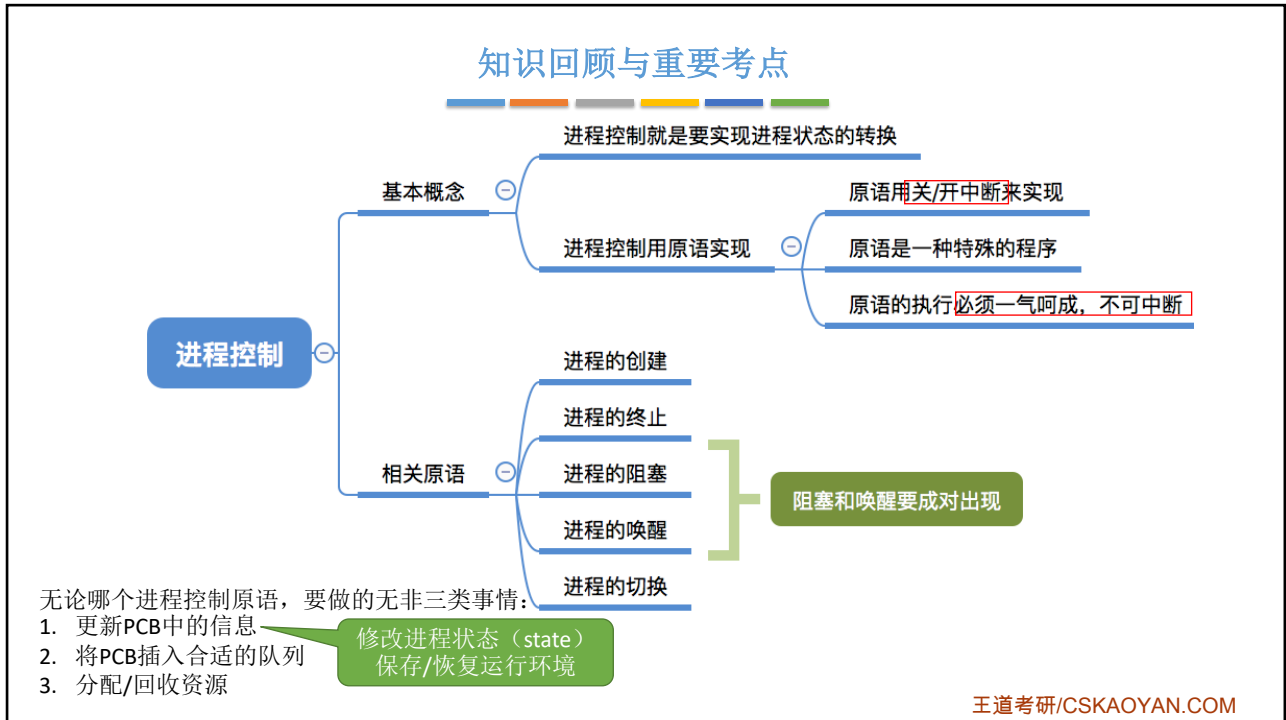 知识回顾与重要考点
进程控制就是要实现进程状态的转换
基本概念
原语用关/开中断来实现
进程控制用原语实现
原语是一种特殊的程序
原语的执行必须一气呵成，不可中断
进程控制
进程的创建
进程的终止
相关原语
进程的阻塞
阻塞和唤醒要成对出现
进程的唤醒
进程的切换
无论哪个进程控制原语，要做的无非三类事情：
1. 更新PCB中的信息
2. 将PCB插入合适的队列
3. 分配/回收资源
修改进程状态（state）
保存/恢复运行环境
王道考研/CSKAOYAN.COM